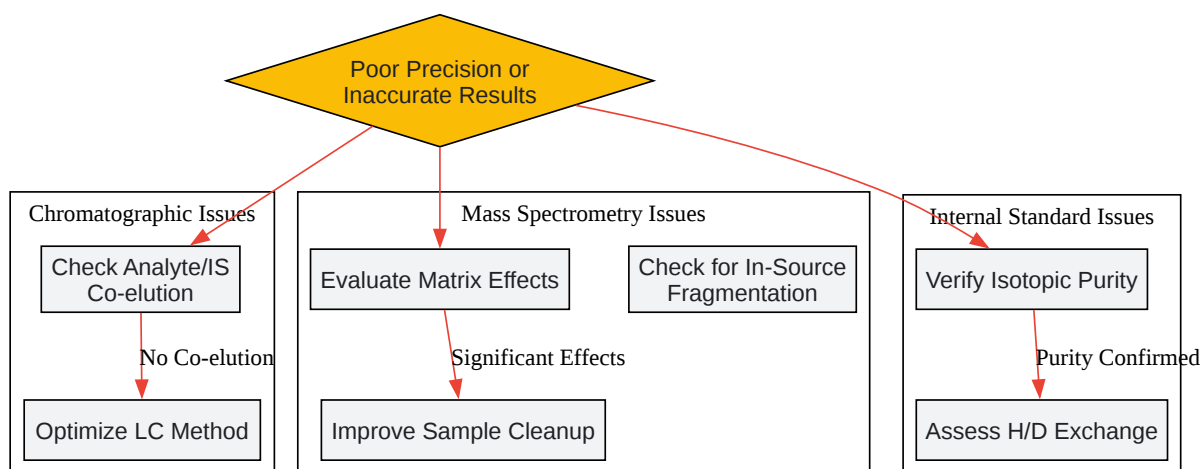 Poor Precision or
Inaccurate Results
Chromatographic Issues
Mass Spectrometry Issues
Internal Standard Issues
Check Analyte/IS
Co-elution
Evaluate Matrix Effects
Check for In-Source
Fragmentation
Verify Isotopic Purity
No Co-elution
Significant Effects
Purity Confirmed
Optimize LC Method
Improve Sample Cleanup
Assess H/D Exchange